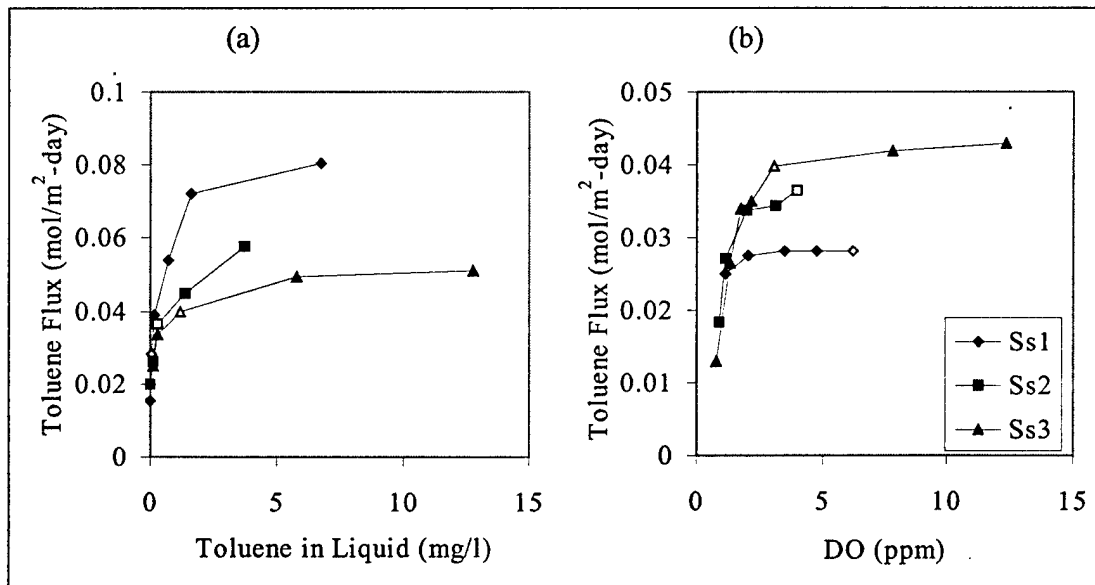 (a)
Toluene Flux (mol/m²-day)
0.1
0.08
0.06
0.04
0.02
0
0 5 10 15
Toluene in Liquid (mg/l)
(b)
Toluene Flux (mol/m²-day)
0.05
0.04
0.03
0.02
0.01
0
0 5 10 15
DO (ppm)
Ss1
Ss2
Ss3